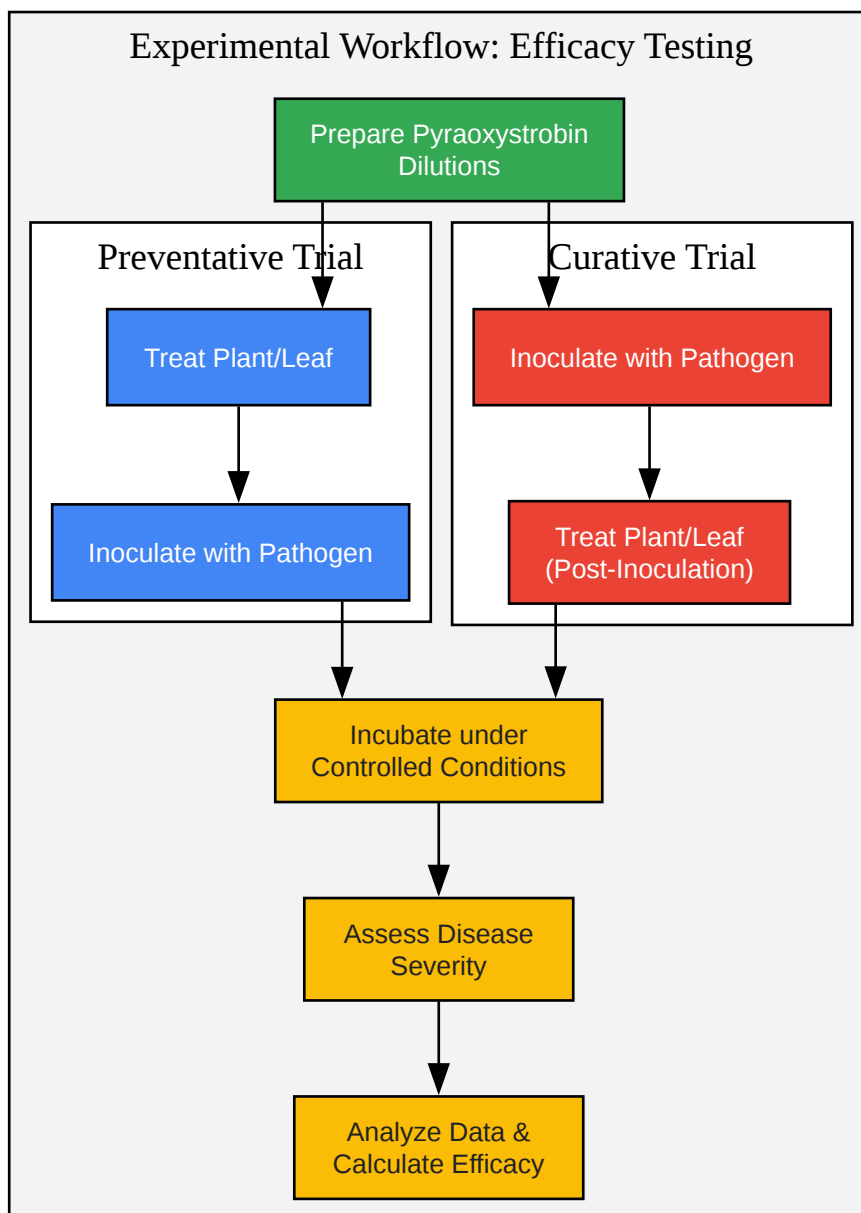 Experimental Workflow: Efficacy Testing
Prepare Pyraoxystrobin
Dilutions
Preventative Trial
Treat Plant/Leaf
Inoculate with Pathogen
Curative Trial
Inoculate with Pathogen
Treat Plant/Leaf
(Post-Inoculation)
Incubate under
Controlled Conditions
Assess Disease
Severity
Analyze Data &
Calculate Efficacy